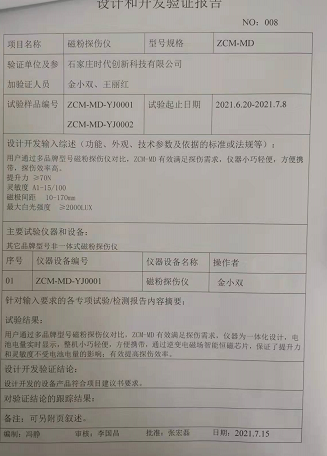 设计和开发验证报告
NO：008
项目名称 磁粉探伤仪 型号规格 ZCM-MD
验证单位及参加验证人员 石家庄时代创新科技有限公司
金小双、王丽红
试验样品编号 ZCM-MD-YJ0001 试验起止日期 2021.6.20-2021.7.8
ZCM-MD-YJ0002
设计开发输入综述（功能、外观、技术参数及依据的标准或法规等）：
用户通过多品牌型号磁粉探伤仪对比，ZCM-MD 有效满足探伤需求，仪器小巧轻便，方便携
带，探伤效率高。
提升力 ≥70N
灵敏度 A1-15/100
磁极间距 10-170mm
最大白光强度 ≥2000LUX
主要试验仪器和设备：
其它品牌型号非一体式磁粉探伤仪
序号 仪器设备编号 仪器设备名称 操作者
01 ZCM-MD-YJ0001 磁粉探伤仪 金小双
针对输入要求的各专项试验/检测报告内容摘要：
试验结果：
用户通过多品牌型号磁粉探伤仪对比，ZCM-MD 有效满足探伤需求，仪器为一体化设计，电
池电量实时显示，整机小巧轻便，方便携带，通过逆变电磁场智能恒磁芯片，保证了提升力
和灵敏度不受电池电量的影响；有效提高探伤效率。
设计开发验证结论：
设计开发的设备产品符合项目建议书要求。
对验证结论的跟踪结果：
备注：可另附页叙述。
编制：冯静 审核：李国昌 批准：张宏磊 日期：2021.7.15